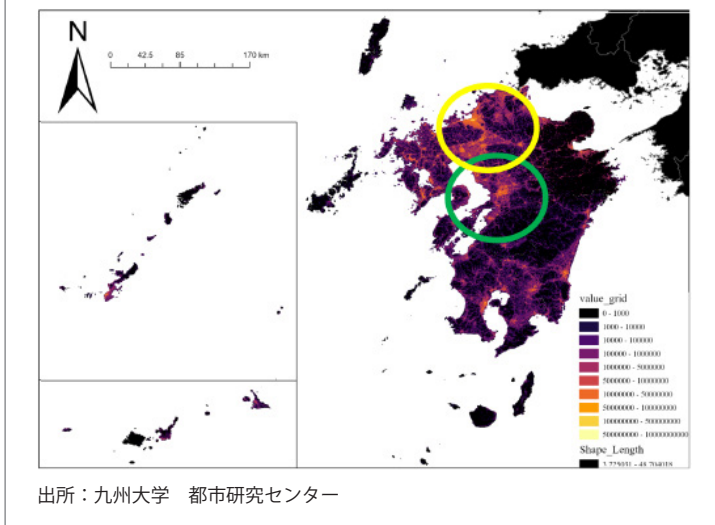 N
0 42.5 85 170 km
value_grid
0 - 1000
1000 - 10000
10000 - 100000
100000 - 1000000
1000000 - 5000000
5000000 - 10000000
10000000 - 50000000
50000000 - 100000000
100000000 - 500000000
500000000 - 10000000000
Shape_Length
出所：九州大学 都市研究センター